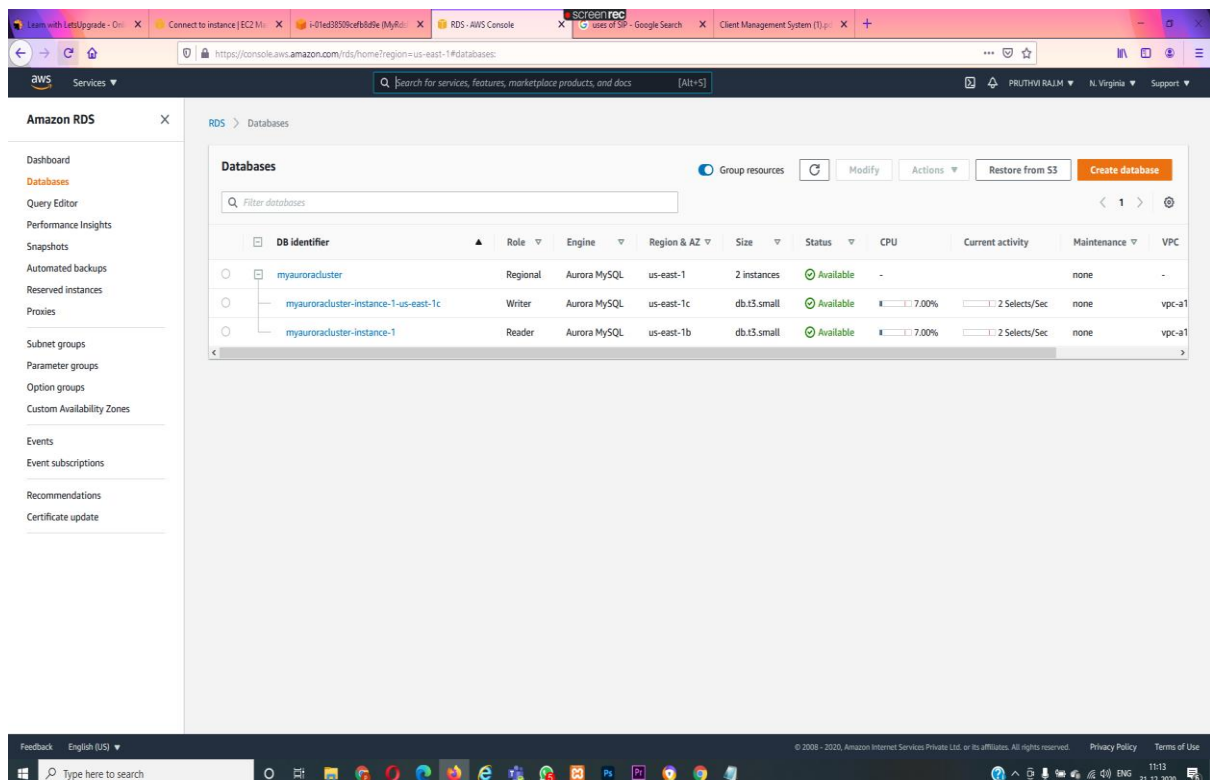 Learn with LetsUpgrade - On
Connect to instance | EC2 Ma
i-01ed38509cefb8d9e (MyRds
RDS - AWS Console
screenrec
uses of SIP - Google Search
Client Management System (1).p
https://console.aws.amazon.com/rds/home?region=us-east-1#databases:
aws Services ▼
Search for services, features, marketplace products, and docs [Alt+S]
PRUTHVI RAJ.M ▼ N. Virginia ▼ Support ▼
Amazon RDS
Dashboard
Databases
Query Editor
Performance Insights
Snapshots
Automated backups
Reserved instances
Proxies
Subnet groups
Parameter groups
Option groups
Custom Availability Zones
Events
Event subscriptions
Recommendations
Certificate update
RDS > Databases
Databases
Group resources Modify Actions ▼ Restore from S3 Create database
Filter databases
< 1 >
DB identifier Role Engine Region & AZ Size Status CPU Current activity Maintenance VPC
myauroracluster Regional Aurora MySQL us-east-1 2 instances Available - none -
myauroracluster-instance-1-us-east-1c Writer Aurora MySQL us-east-1c db.t3.small Available 7.00% 2 Selects/Sec none vpc-a1
myauroracluster-instance-1 Reader Aurora MySQL us-east-1b db.t3.small Available 7.00% 2 Selects/Sec none vpc-a1
Feedback English (US) ▼
© 2008 - 2020, Amazon Internet Services Private Ltd. or its affiliates. All rights reserved. Privacy Policy Terms of Use
Type here to search
Ps Pr
ENG
11:13
21-12-2020